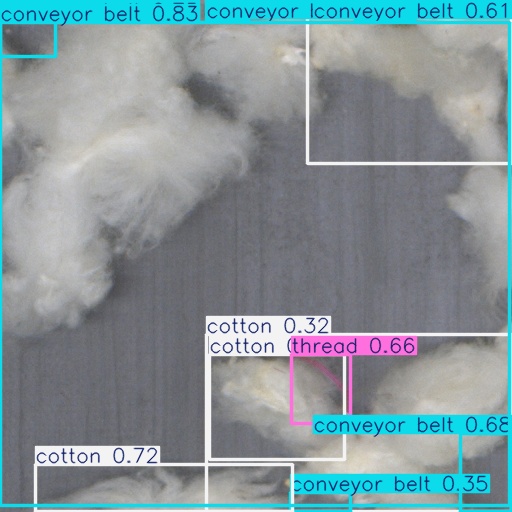 conveyor belt 0.83
conveyor
conveyor belt 0.61
cotton 0.32
cotton
thread 0.66
conveyor belt 0.68
cotton 0.72
conveyor belt 0.35